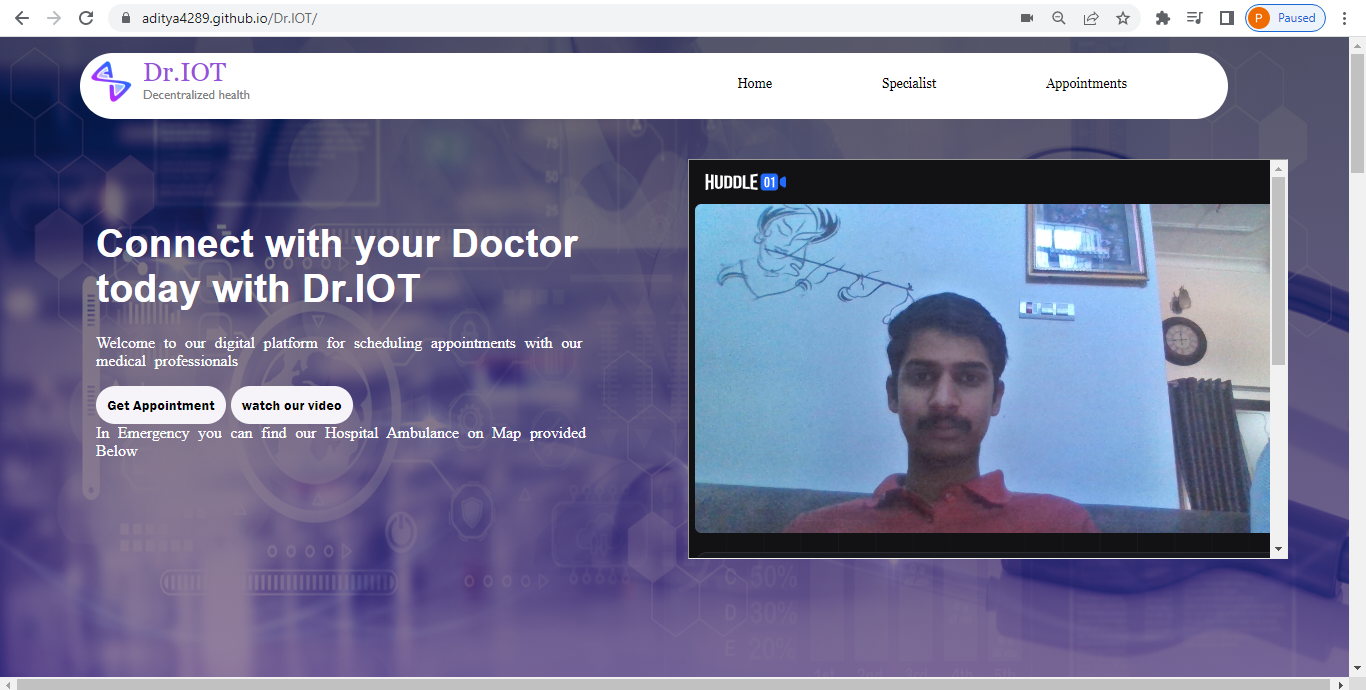 aditya4289.github.io/Dr.IOT/
P Paused
Dr.IOT
Decentralized health
Home
Specialist
Appointments
HUDDLE 01
Connect with your Doctor
today with Dr.IOT
Welcome to our digital platform for scheduling appointments with our
medical professionals
Get Appointment
watch our video
In Emergency you can find our Hospital Ambulance on Map provided
Below
75
50
C 50%
D 30%
E 20%